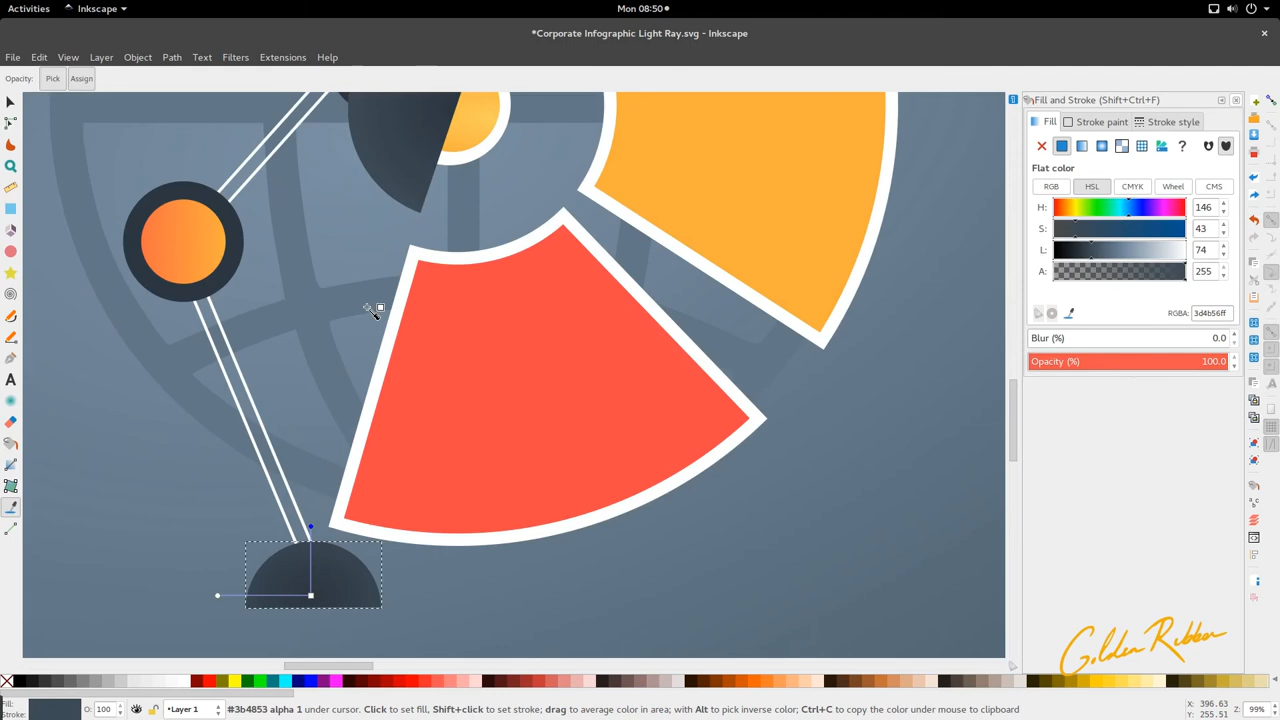 Activities Inkscape Mon 08:50
*Corporate Infographic Light Ray.svg - Inkscape
File Edit View Layer Object Path Text Filters Extensions Help
Opacity: Pick Assign
Fill and Stroke (Shift+Ctrl+F)
Fill Stroke paint Stroke style
Flat color
RGB HSL CMYK Wheel CMS
H: 146
S: 43
L: 74
A: 255
RGBA: 3d4b56ff
Blur (%) 0.0
Opacity (%) 100.0
Golden Ribbon
Fill:
Stroke:
O: 100
•Layer 1
#3b4853 alpha 1 under cursor. Click to set fill, Shift+click to set stroke; drag to average color in area; with Alt to pick inverse color; Ctrl+C to copy the color under mouse to clipboard
X: 396.63
Y: 255.51
Z: 99%